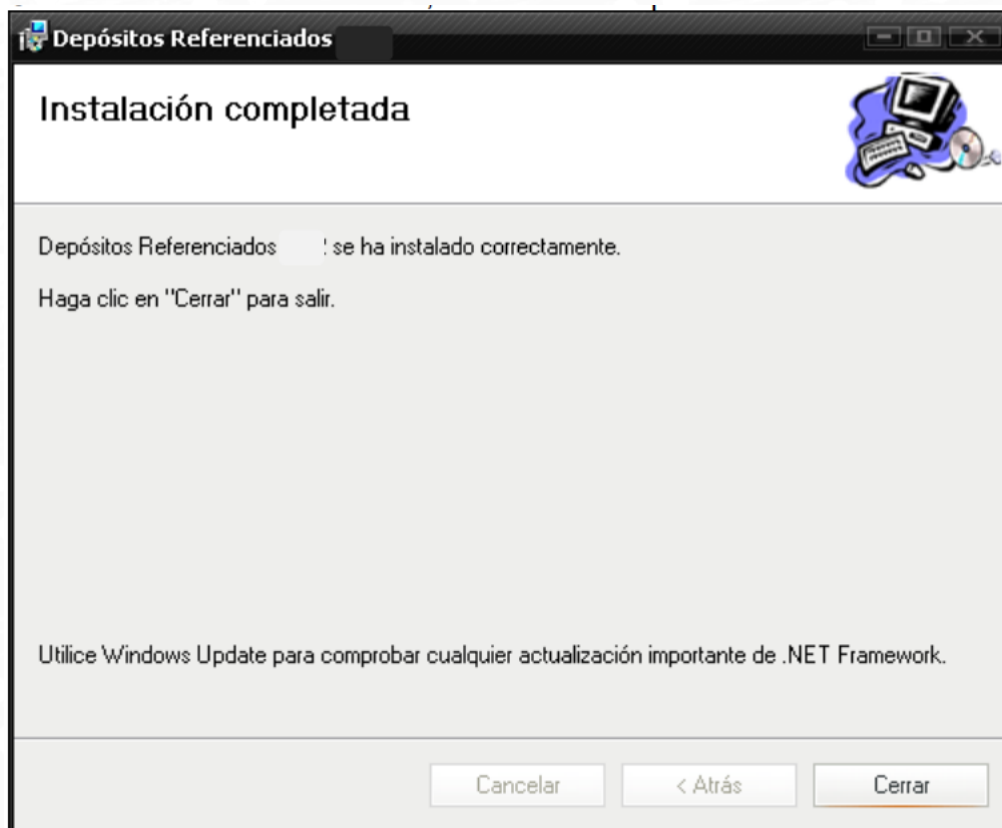 Depósitos Referenciados
Instalación completada
Depósitos Referenciados se ha instalado correctamente.
Haga clic en "Cerrar" para salir.
Utilice Windows Update para comprobar cualquier actualización importante de .NET Framework.
Cancelar
< Atrás
Cerrar